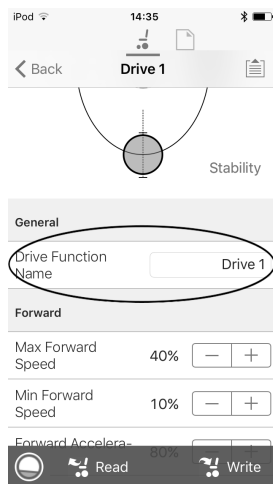 iPod 14:35
Back Drive 1
Stability
General
Drive Function
Name
Drive 1
Forward
Max Forward
Speed
40% — +
Min Forward
Speed
10% — +
Forward Accelera-
80%
Read Write